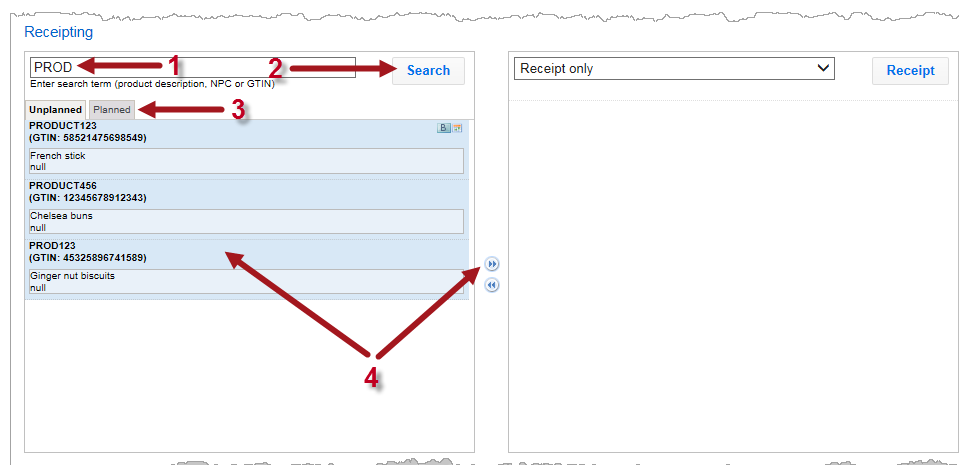 Receipting
PROD
1
2
Search
Enter search term (product description, NPC or GTIN)
Receipt only
Receipt
Unplanned
Planned
3
PRODUCT123
B
(GTIN: 58521475698549)
French stick
null
PRODUCT456
(GTIN: 12345678912343)
Chelsea buns
null
PROD123
(GTIN: 45325896741589)
Ginger nut biscuits
null
4